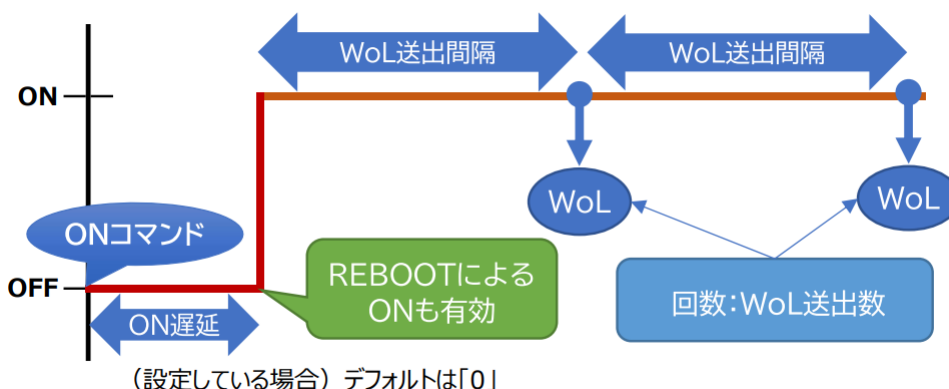 WoL送出間隔
WoL送出間隔
ON
WoL
WoL
ONコマンド
REBOOTによる
ONも有効
回数：WoL送出数
OFF
ON遅延
（設定している場合）デフォルトは「0」